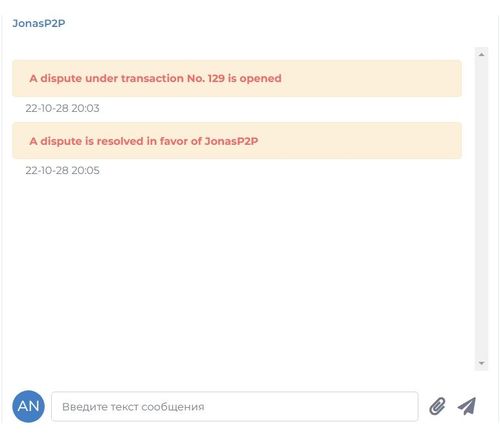 JonasP2P
A dispute under transaction No. 129 is opened
22-10-28 20:03
A dispute is resolved in favor of JonasP2P
22-10-28 20:05
AN
Введите текст сообщения